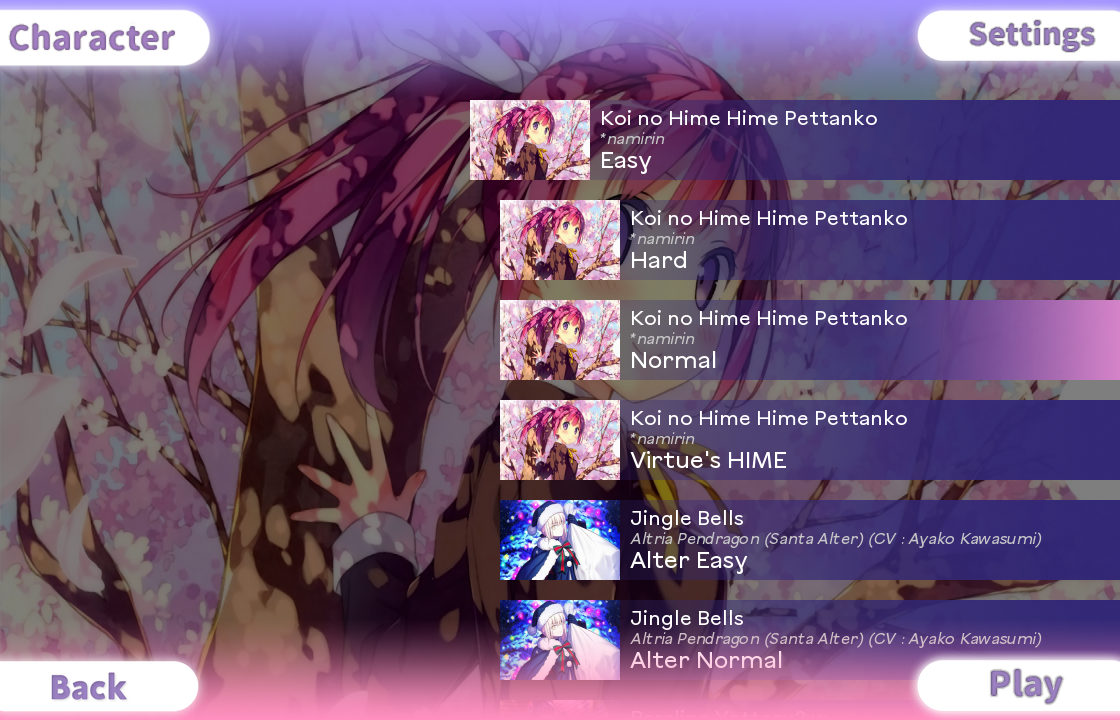 Character
Settings
Koi no Hime Hime Pettanko
*namirin
Easy
Koi no Hime Hime Pettanko
*namirin
Hard
Koi no Hime Hime Pettanko
*namirin
Normal
Koi no Hime Hime Pettanko
*namirin
Virtue's HIME
Jingle Bells
Altria Pendragon (Santa Alter) (CV : Ayako Kawasumi)
Alter Easy
Jingle Bells
Altria Pendragon (Santa Alter) (CV : Ayako Kawasumi)
Alter Normal
Back
Play